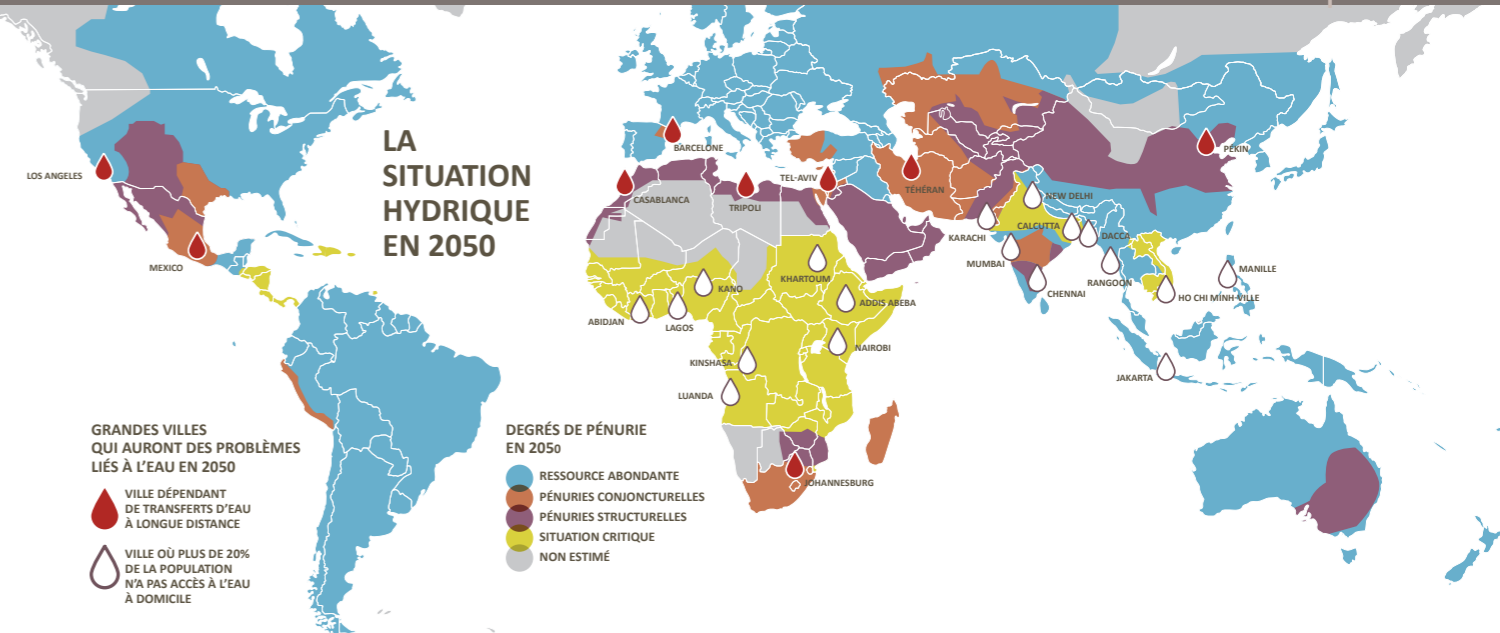 LA
SITUATION
HYDRIQUE
EN 2050
LOS ANGELES
MEXICO
BARCELONE
CASABLANCA
TRIPOLI
TEL-AVIV
TÉHÉRAN
PÉKIN
NEW DELHI
KARACHI
CALCUTTA
DACCA
MUMBAI
RANGOON
CHENNAI
MANILLE
HO CHI MINH-VILLE
JAKARTA
KHARTOUM
KANO
ADDIS ABEBA
ABIDJAN
LAGOS
NAIROBI
KINSHASA
LUANDA
JOHANNESBURG
GRANDES VILLES
QUI AURONT DES PROBLÈMES
LIÉS À L'EAU EN 2050
VILLE DÉPENDANT
DE TRANSFERTS D'EAU
À LONGUE DISTANCE
VILLE OÙ PLUS DE 20%
DE LA POPULATION
N'A PAS ACCÈS À L'EAU
À DOMICILE
DEGRÉS DE PÉNURIE
EN 2050
RESSOURCE ABONDANTE
PÉNURIES CONJONCTURELLES
PÉNURIES STRUCTURELLES
SITUATION CRITIQUE
NON ESTIMÉ